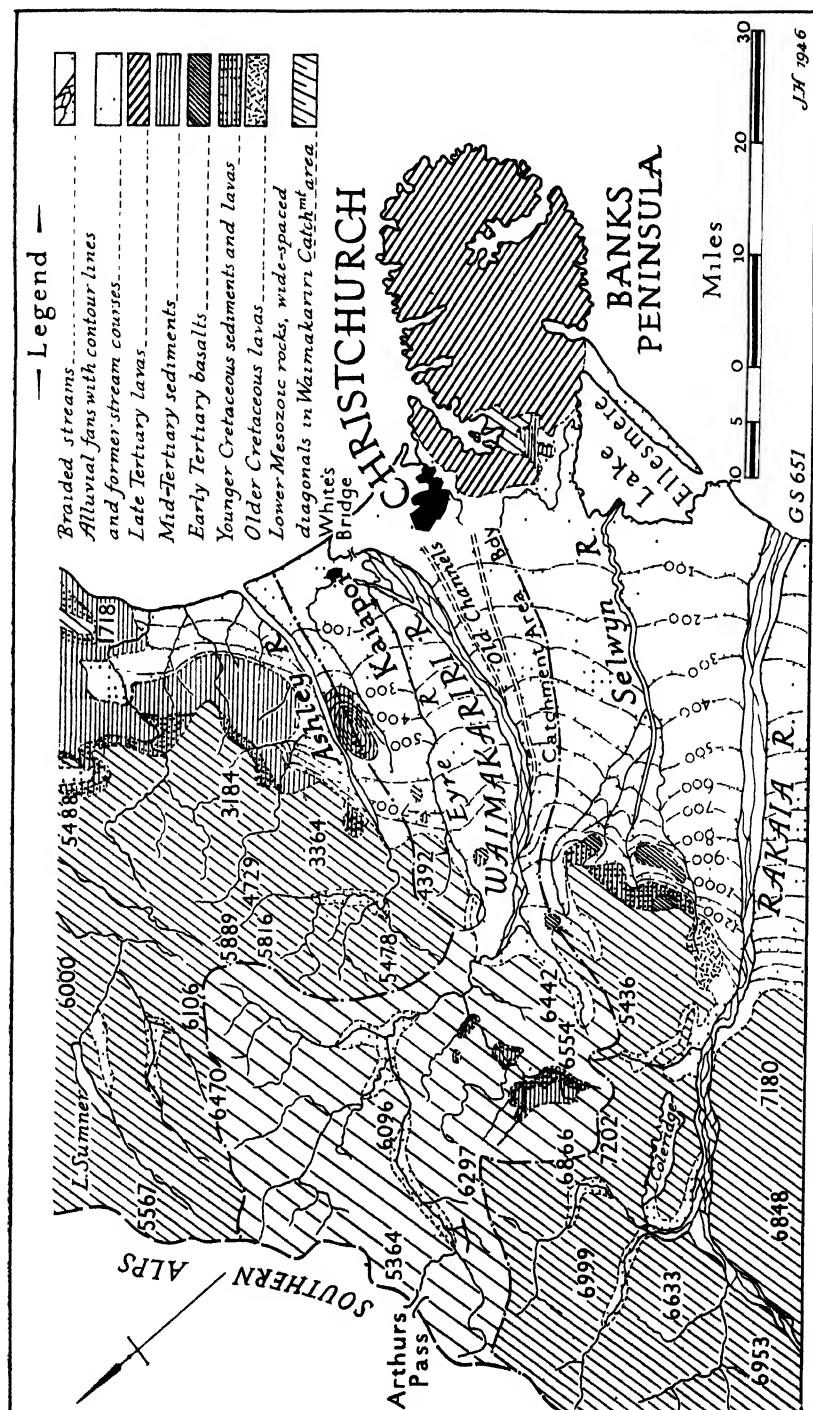 — Legend —
Braided streams
Alluvial fans with contour lines
and former stream courses
Late Tertiary lavas
Mid-Tertiary sediments
Early Tertiary basalts
Younger Cretaceous sediments and lavas
Older Cretaceous lavas
Lower Mesozoic rocks, wide-spaced
diagonals in Waimakariri Catchmt area
SOUTHERN
ALPS
Arthurs
Pass
L. Sumner
5567
6000
5488
1718
6470
6106
5889
4729
3184
5816
3364
5478
4392
5364
6096
6297
6442
6554
6866
7202
5436
6999
6633
6953
6848
7180
Coleridge
Ashley R.
Kaiapoi
Eyre R.
WAIMAKARIRI R.
White's
Bridge
CHRISTCHURCH
Old Channels
Catchment Area Bdy
Selwyn R.
RAKAIA R.
Lake
Ellesmere
BANKS
PENINSULA
100
300
400
500
100
200
300
400
500
600
700
800
900
1000
1200
Miles
5
0
10
20
30
GS 651
JH 1946